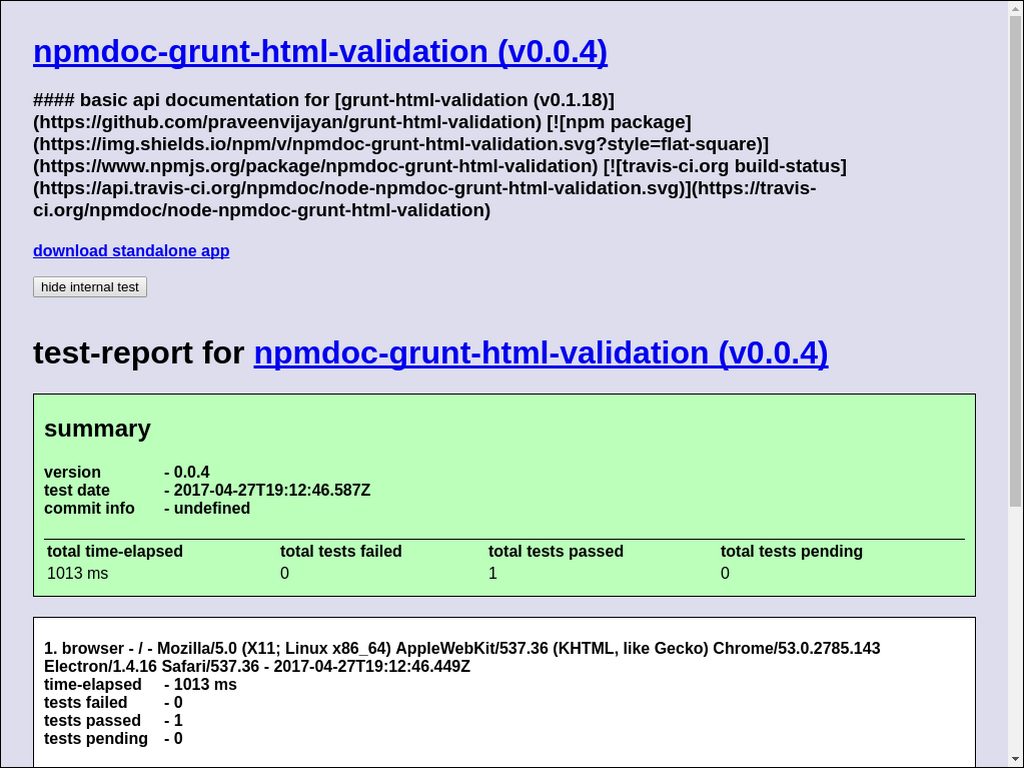 npmdoc-grunt-html-validation (v0.0.4)
#### basic api documentation for [grunt-html-validation (v0.1.18)]
(https://github.com/praveenvijayan/grunt-html-validation) [![npm package]
(https://img.shields.io/npm/v/npmdoc-grunt-html-validation.svg?style=flat-square)]
(https://www.npmjs.org/package/npmdoc-grunt-html-validation) [![travis-ci.org build-status]
(https://api.travis-ci.org/npmdoc/node-npmdoc-grunt-html-validation.svg)](https://travis-
ci.org/npmdoc/node-npmdoc-grunt-html-validation)
download standalone app
hide internal test
test-report for npmdoc-grunt-html-validation (v0.0.4)
summary
version - 0.0.4
test date - 2017-04-27T19:12:46.587Z
commit info - undefined
total time-elapsed total tests failed total tests passed total tests pending
1013 ms 0 1 0
1. browser - / - Mozilla/5.0 (X11; Linux x86_64) AppleWebKit/537.36 (KHTML, like Gecko) Chrome/53.0.2785.143
Electron/1.4.16 Safari/537.36 - 2017-04-27T19:12:46.449Z
time-elapsed - 1013 ms
tests failed - 0
tests passed - 1
tests pending - 0